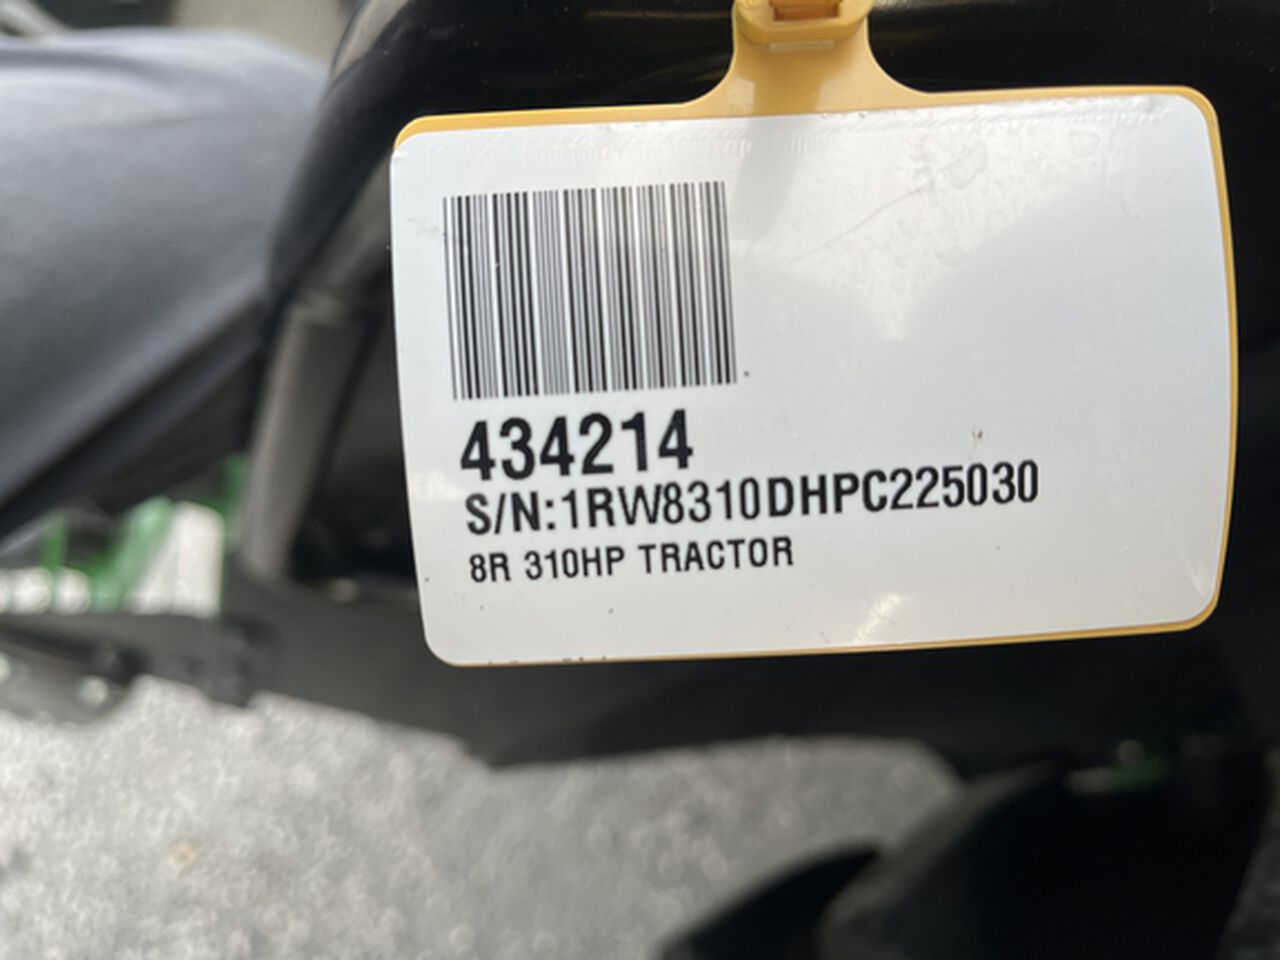 434214
S/N:1RW8310DHPC225030
8R 310HP TRACTOR